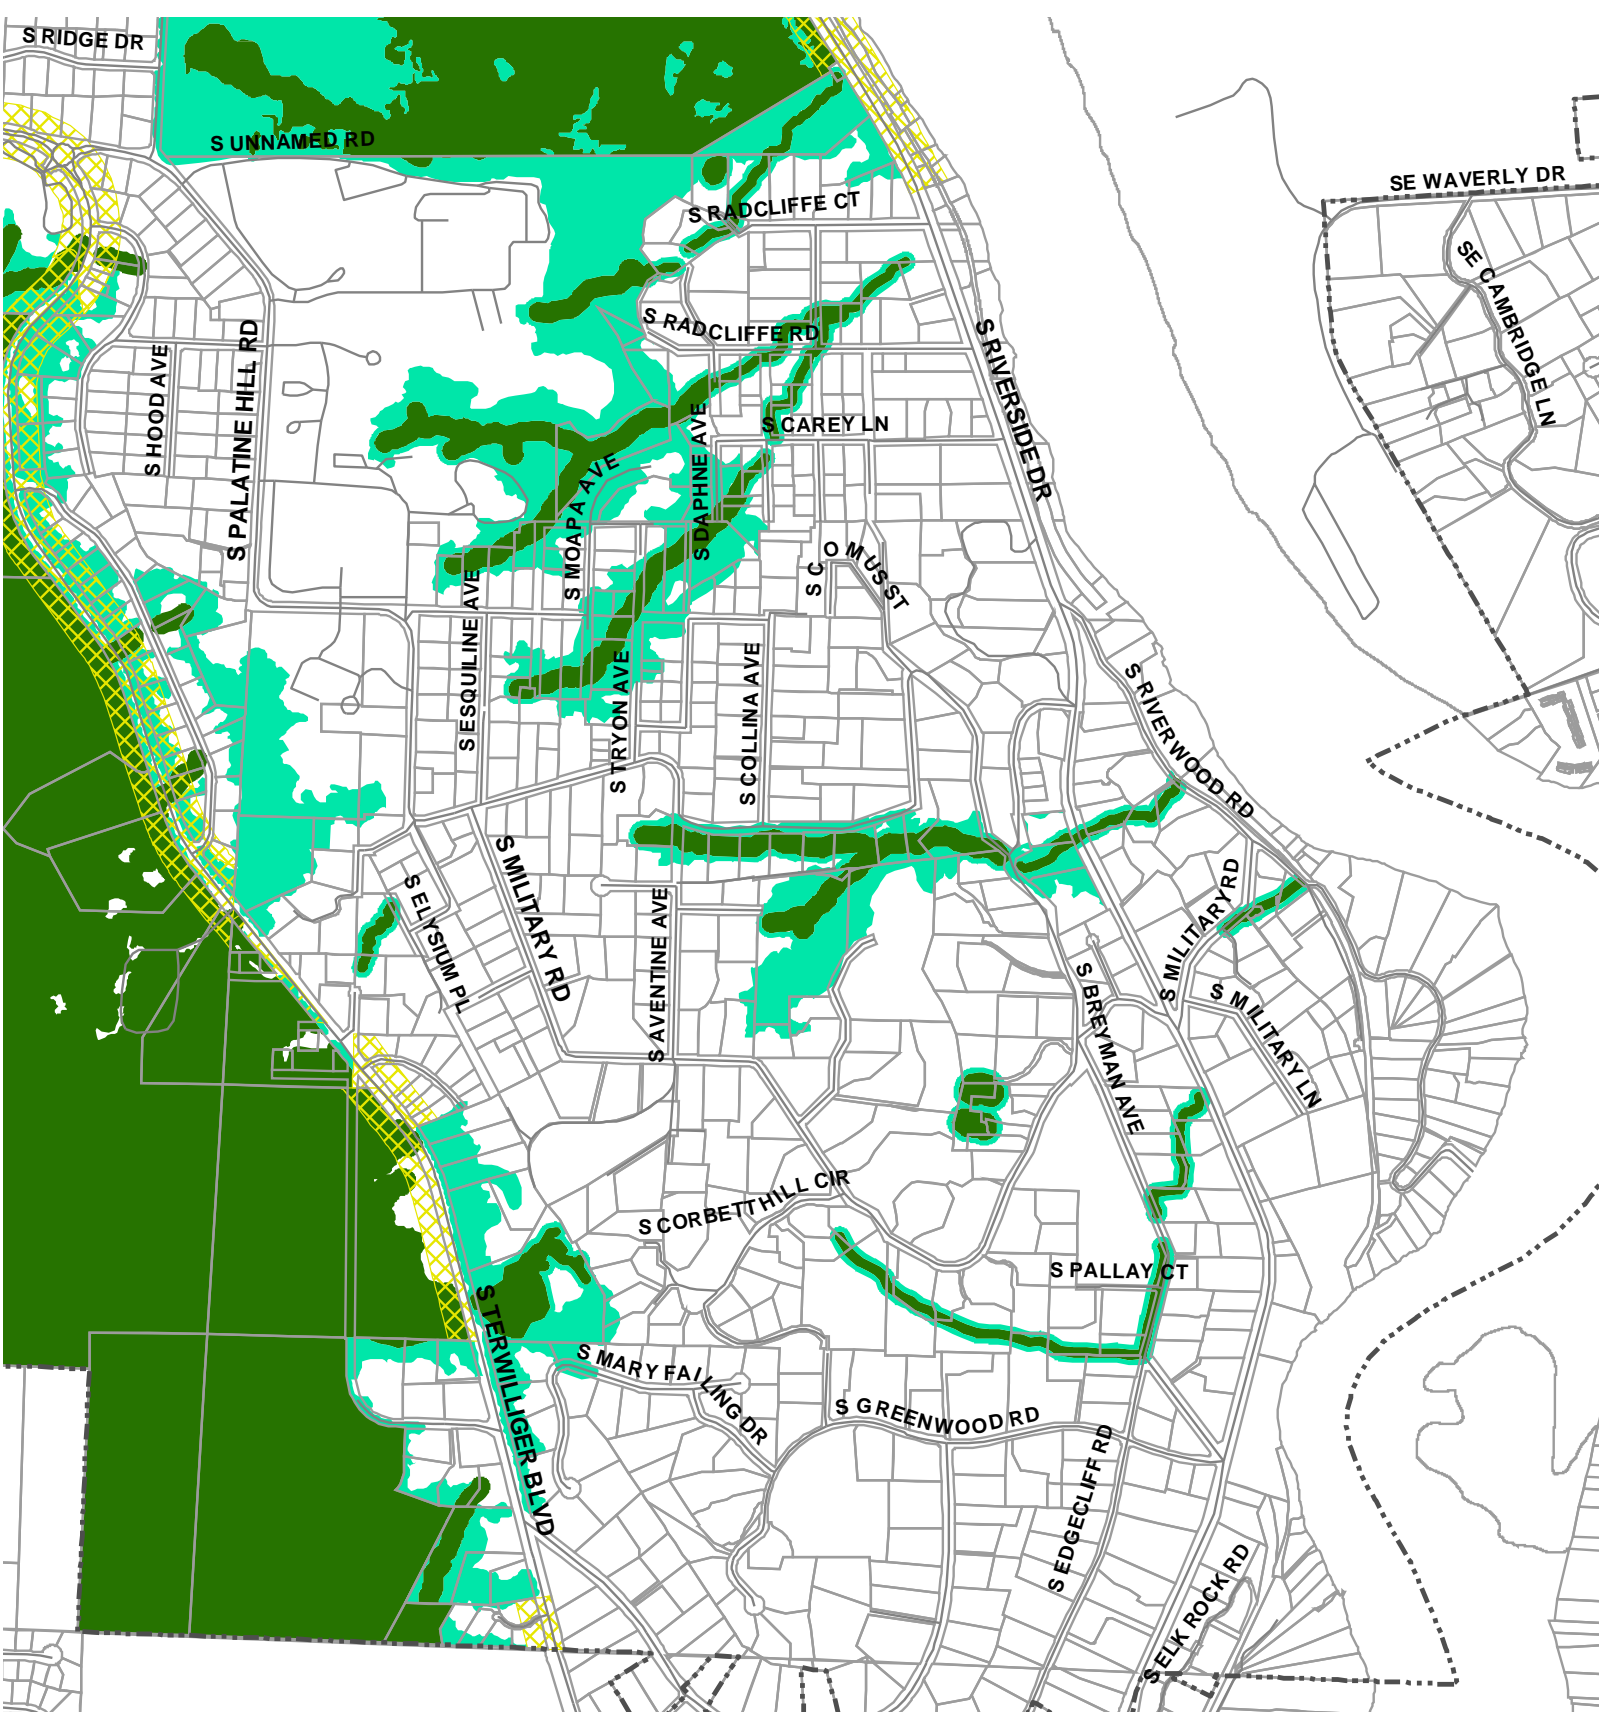 S RIDGE DR
S UNNAMED RD
SE WAVERLY DR
S RADCLIFFE CT
SE CAMBRIDGE LN
S RADCLIFFE RD
S RIVERSIDE DR
S HOOD AVE
S PALATINE HILL RD
S CAREY LN
S DAPHNE AVE
S MOAPA AVE
S COMUS ST
S ESQUILINE AVE
S TRYON AVE
S COLLINA AVE
S RIVERWOOD RD
S MILITARY RD
S ELYSIUM PL
S AVENTINE AVE
S MILITARY RD
S BREYMAN AVE
S MILITARY LN
S CORBETT HILL CIR
S PALLAY CT
S TERWILLIGER BLVD
S MARY FAILING DR
S GREENWOOD RD
S EDGECLIFF RD
S ELK ROCK RD